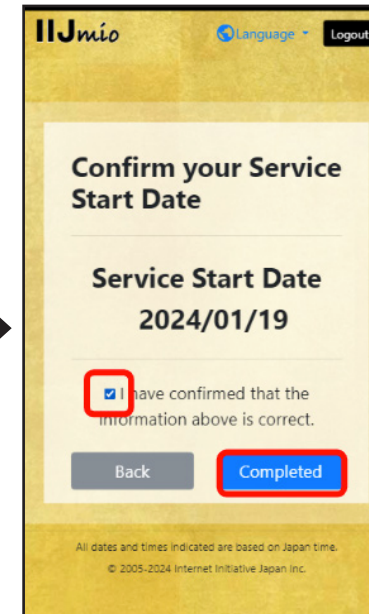 IIJmio
Language
Logout
Confirm your Service
Start Date
Service Start Date
2024/01/19
I have confirmed that the
information above is correct.
Back
Completed
All dates and times indicated are based on Japan time.
© 2005-2024 Internet Initiative Japan Inc.